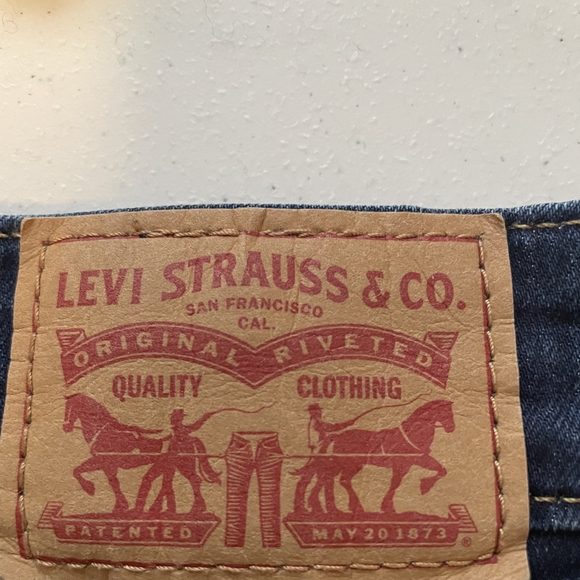 LEVI STRAUSS & CO.
SAN FRANCISCO
CAL.
ORIGINAL RIVETED
QUALITY CLOTHING
PATENTED MAY 20 1873 ®